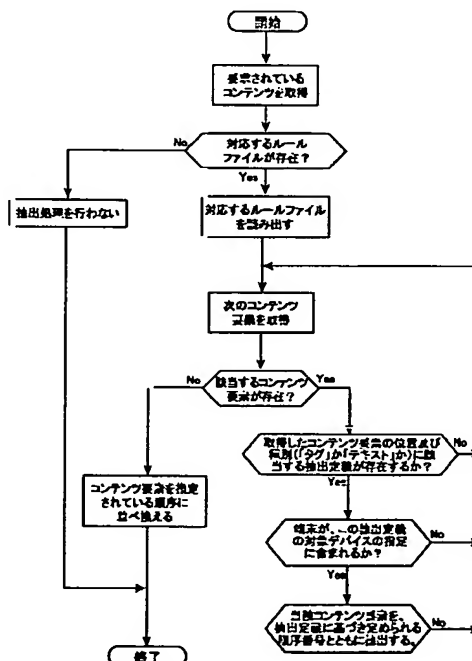 開始
要求されている
コンテンツを取得
対応するルール
ファイルが存在？
No
Yes
抽出処理を行わない
対応するルールファイル
を読み出す
次のコンテンツ
要素を取得
No
該当するコンテンツ
要素が存在？
Yes
取得したコンテンツ要素の位置及び
種別(「タグ」か「テキスト」か)に該
当する抽出定義が存在するか？
No
Yes
コンテンツ要素を指定
されている順序に
並べ換える
端末が、この抽出定義
の対象デバイスの指定
に含まれるか？
No
Yes
当該コンテンツ要素を、
抽出定義に基づき定められる
順序番号とともに抽出する。
No
終了